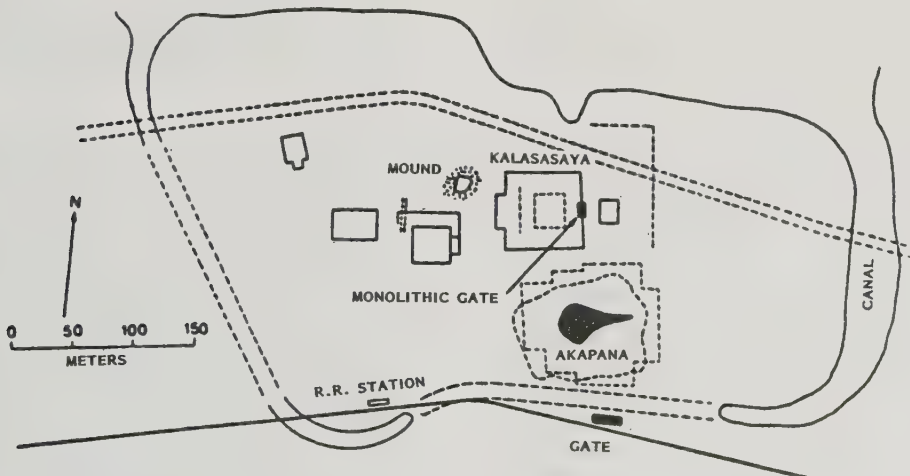 MOUND
KALASASAYA
N
MONOLITHIC GATE
CANAL
0 50 100 150
METERS
AKAPANA
R.R. STATION
GATE